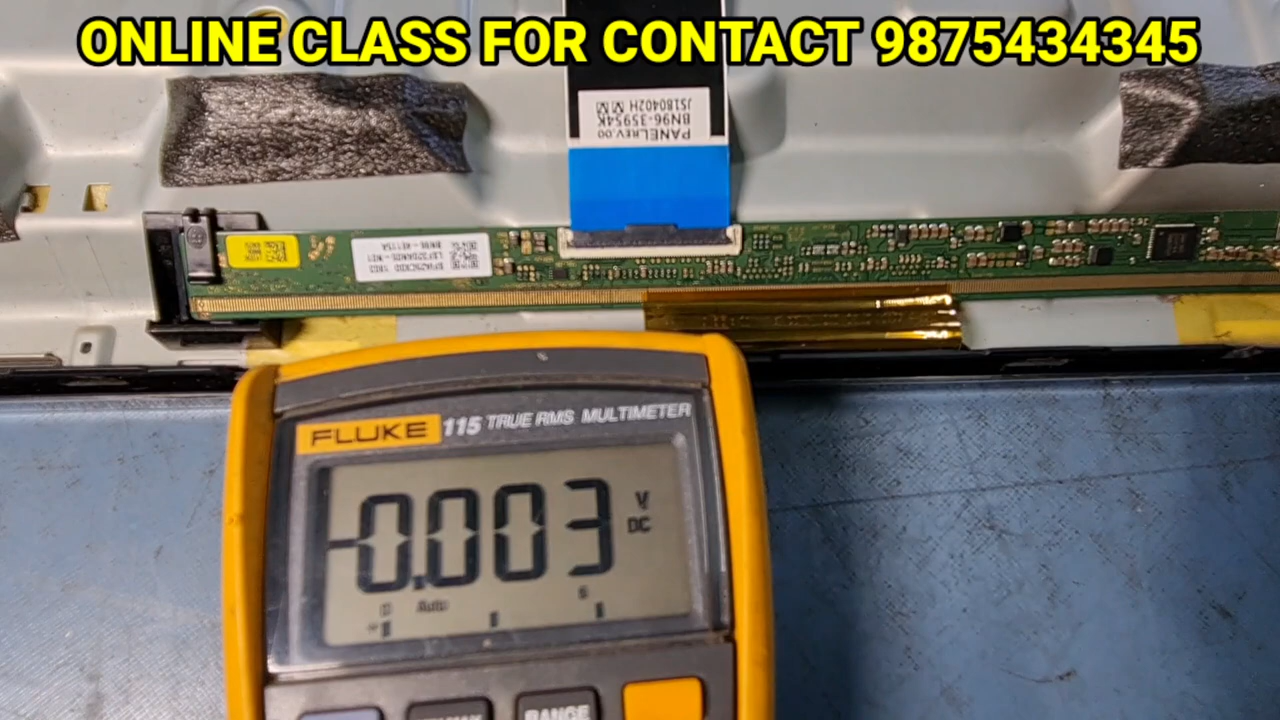 ONLINE CLASS FOR CONTACT 9875434345
JS180402H
BN96-35954K
PANEL REV.00
FLUKE 115 TRUE RMS MULTIMETER
-0.003 V
DC
Auto
RANGE